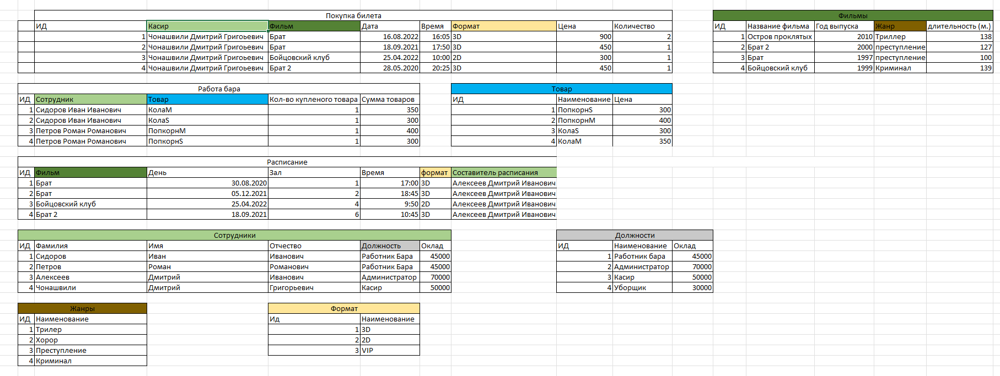 Покупка билета
ИД Касир Фильм Дата Время Формат Цена Количество
1 Чонашвили Дмитрий Григоьевич Брат 16.08.2022 16:05 3D 900 2
2 Чонашвили Дмитрий Григоьевич Брат 18.09.2021 17:50 3D 450 1
3 Чонашвили Дмитрий Григоьевич Бойцовский клуб 25.04.2022 10:00 2D 300 1
4 Чонашвили Дмитрий Григоьевич Брат 2 28.05.2020 20:25 3D 450 1
Фильмы
ИД Название фильма Год выпуска Жанр длительность (м.)
1 Остров проклятых 2010 Триллер 138
2 Брат 2 2000 преступление 127
3 Брат 1997 преступление 100
4 Бойцовский клуб 1999 Криминал 139
Работа бара
ИД Сотрудник Товар Кол-во купленого товара Сумма товаров
1 Сидоров Иван Иванович КолаМ 1 350
2 Сидоров Иван Иванович КолаS 1 300
3 Петров Роман Романович ПопкорнМ 1 400
4 Петров Роман Романович ПопкорнS 1 300
Товар
ИД Наименование Цена
1 ПопкорнS 300
2 ПопкорнМ 400
3 КолаS 300
4 КолаМ 350
Расписание
ИД Фильм День Зал Время формат Составитель расписания
1 Брат 30.08.2020 1 17:00 3D Алексеев Дмитрий Иванович
2 Брат 05.12.2021 2 18:45 3D Алексеев Дмитрий Иванович
3 Бойцовский клуб 25.04.2022 4 9:50 2D Алексеев Дмитрий Иванович
4 Брат 2 18.09.2021 6 10:45 3D Алексеев Дмитрий Иванович
Сотрудники
ИД Фамилия Имя Отчество Должность Оклад
1 Сидоров Иван Иванович Работник Бара 45000
2 Петров Роман Романович Работник Бара 45000
3 Алексеев Дмитрий Иванович Администратор 70000
4 Чонашвили Дмитрий Григорьевич Касир 50000
Должности
ИД Наименование Оклад
1 Работник бара 45000
2 Администратор 70000
3 Касир 50000
4 Уборщик 30000
Жанры
ИД Наименование
1 Трилер
2 Хорор
3 Преступление
4 Криминал
Формат
Ид Наименование
1 3D
2 2D
3 VIP